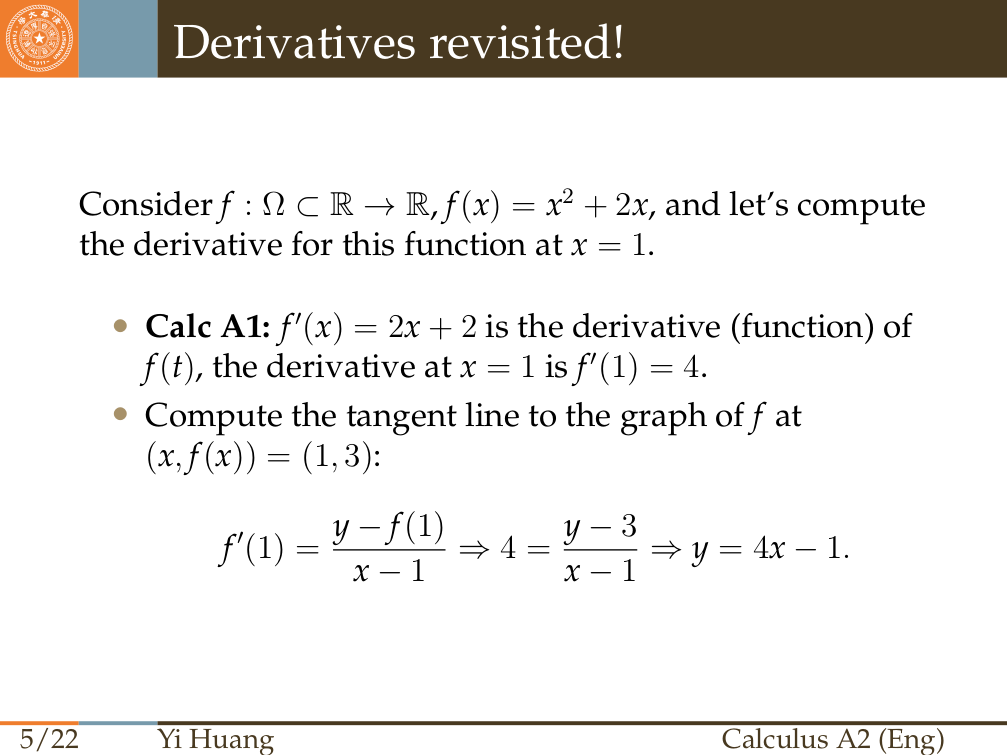 Derivatives revisited!
Consider f : Ω ⊂ ℝ → ℝ, f(x) = x² + 2x, and let’s compute
the derivative for this function at x = 1.
• Calc A1: f′(x) = 2x + 2 is the derivative (function) of
f(t), the derivative at x = 1 is f′(1) = 4.
• Compute the tangent line to the graph of f at
(x, f(x)) = (1, 3):
f′(1) = (y − f(1))/(x − 1) ⇒ 4 = (y − 3)/(x − 1) ⇒ y = 4x − 1.
5/22 Yi Huang Calculus A2 (Eng)